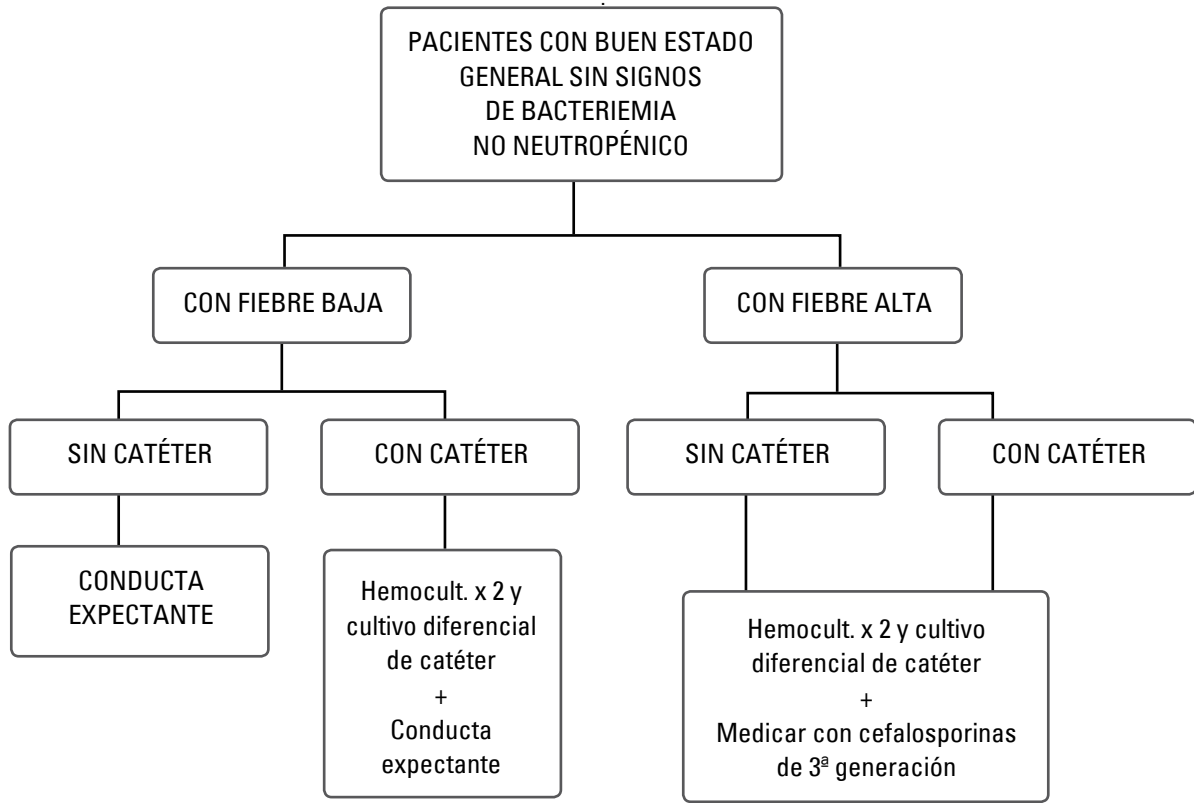 PACIENTES CON BUEN ESTADO
GENERAL SIN SIGNOS
DE BACTERIEMIA
NO NEUTROPÉNICO
CON FIEBRE BAJA
CON FIEBRE ALTA
SIN CATÉTER
CON CATÉTER
SIN CATÉTER
CON CATÉTER
CONDUCTA
EXPECTANTE
Hemocult. x 2 y
cultivo diferencial
de catéter
+
Conducta
expectante
Hemocult. x 2 y cultivo
diferencial de catéter
+
Medicar con cefalosporinas
de 3ª generación